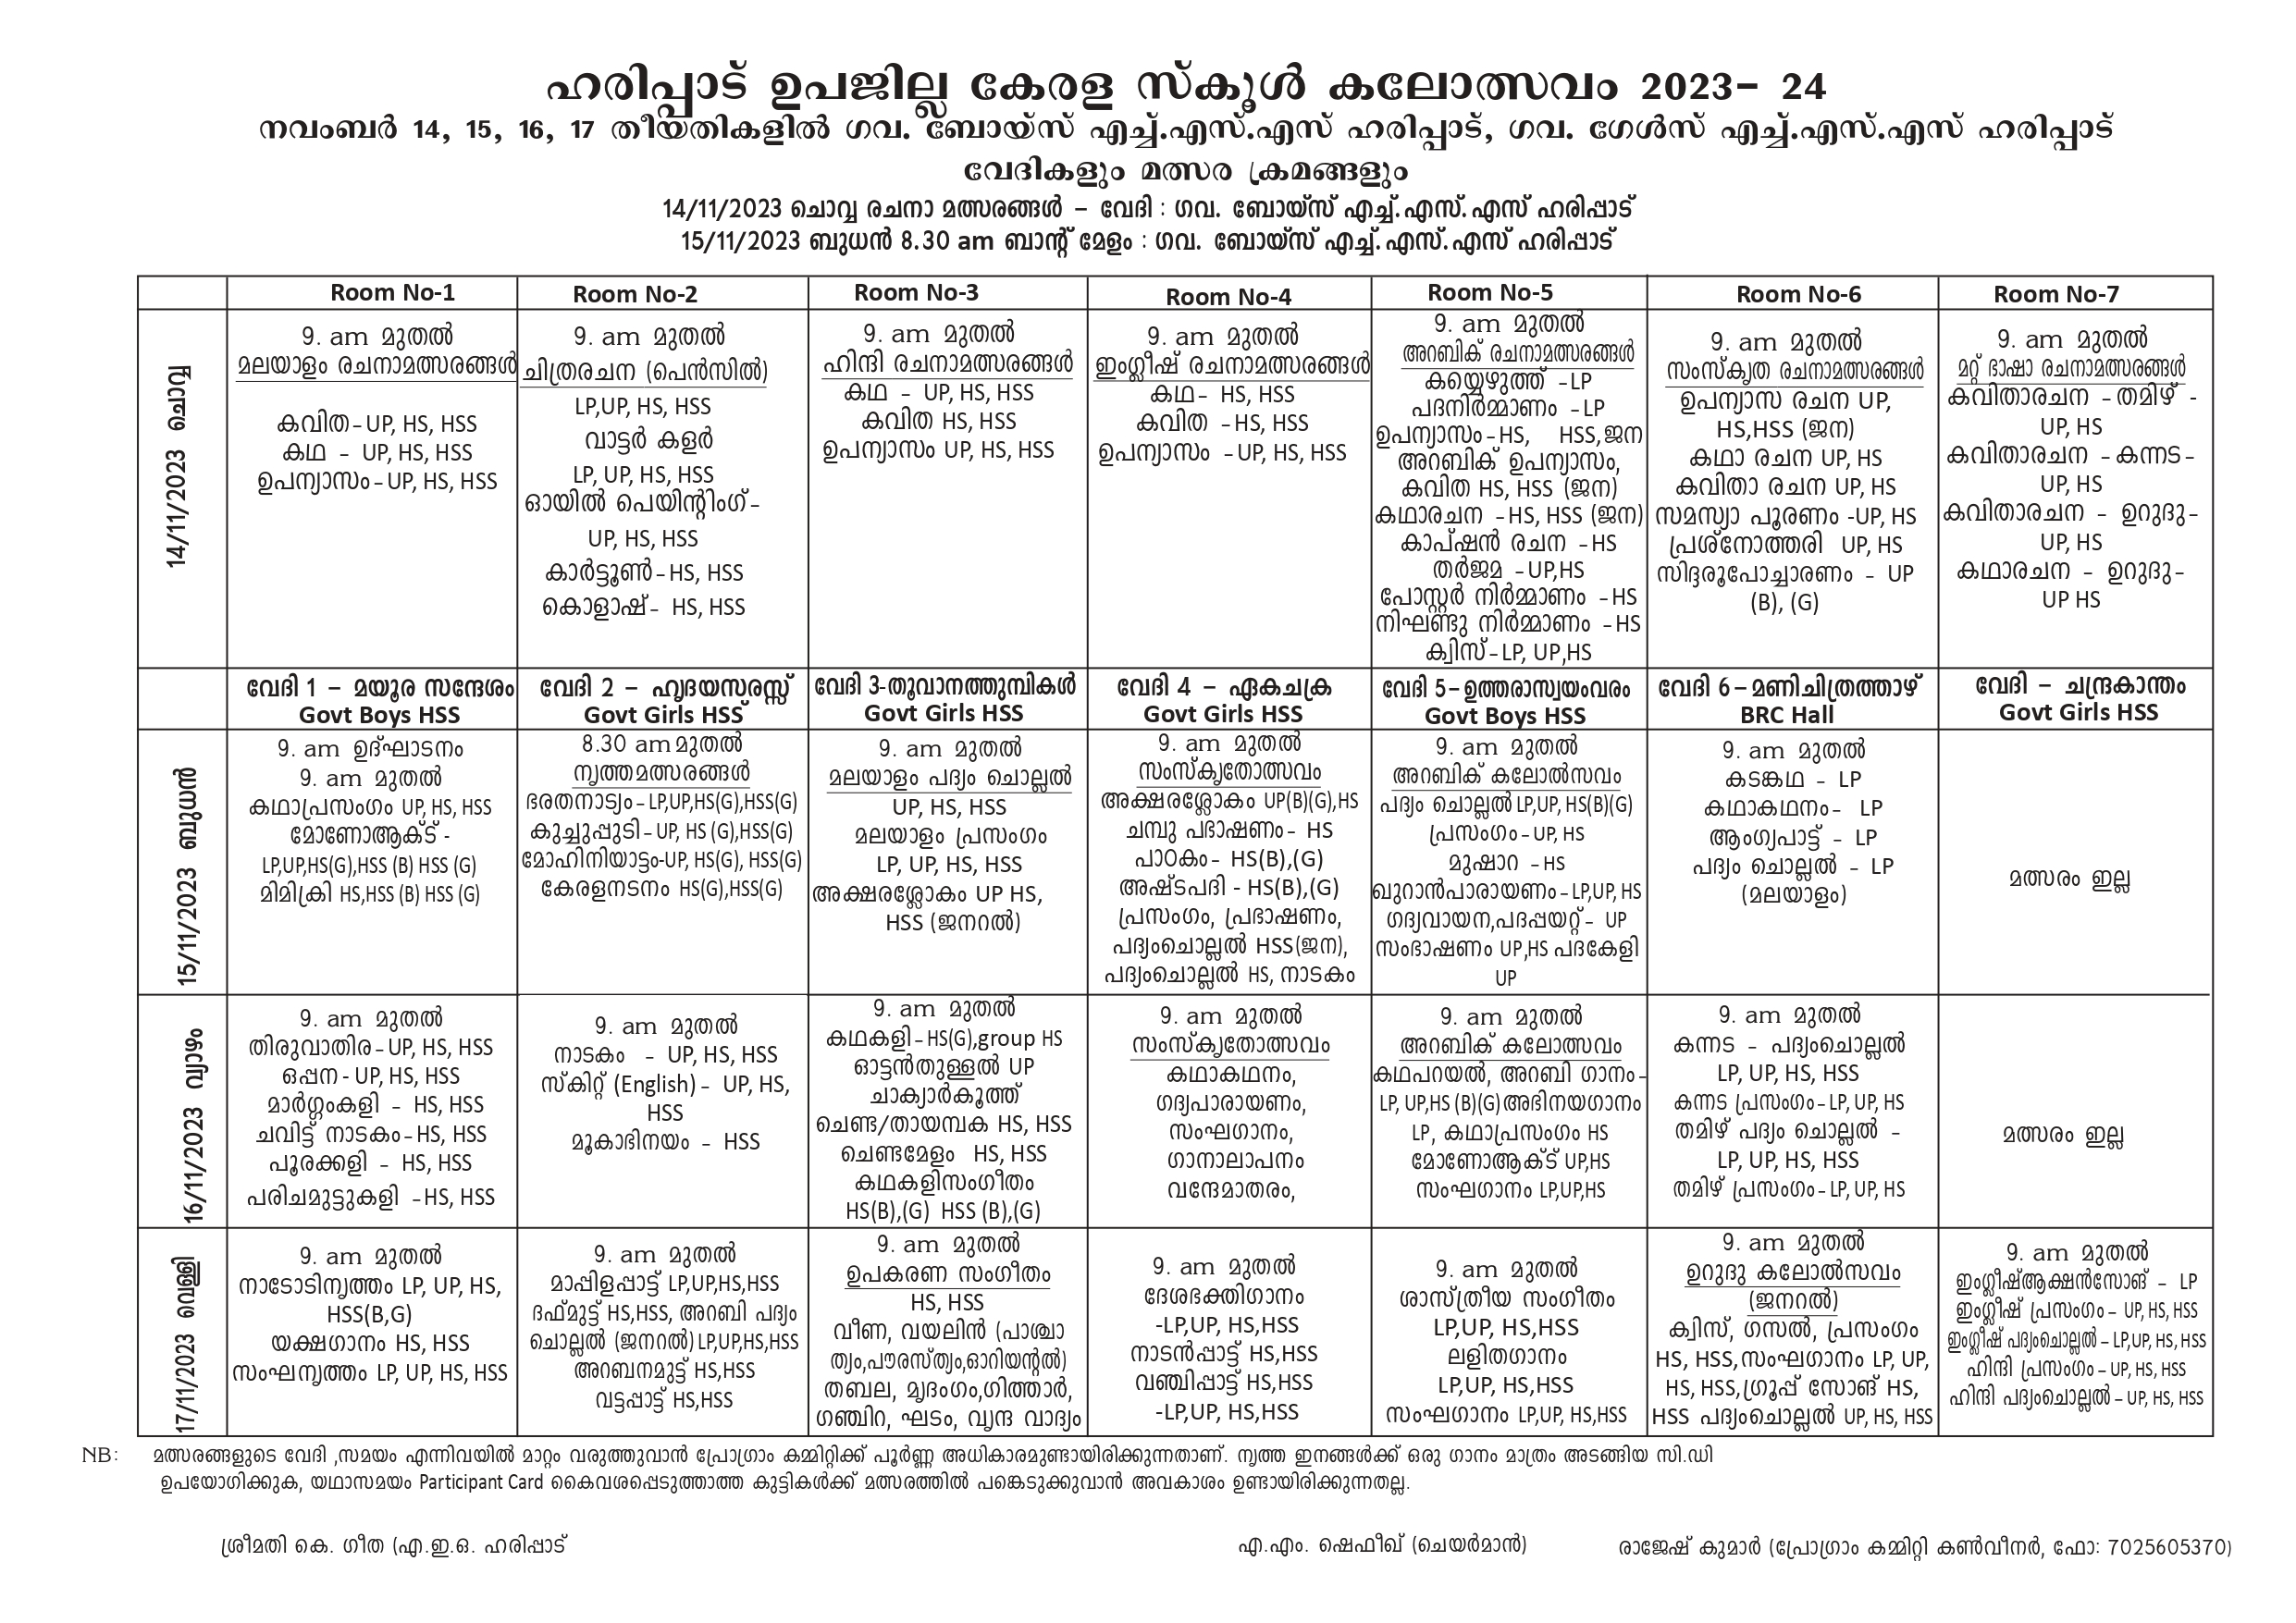 ഹരിപ്പാട് ഉപജില്ല കേരള സ്കൂൾ കലോത്സവം 2023- 24
നവംബർ 14, 15, 16, 17 തീയതികളിൽ ഗവ. ബോയ്സ് എച്ച്.എസ്.എസ് ഹരിപ്പാട്, ഗവ. ഗേൾസ് എച്ച്.എസ്.എസ് ഹരിപ്പാട്
വേദികളും മത്സര ക്രമങ്ങളും
14/11/2023 ചൊവ്വ രചനാ മത്സരങ്ങൾ – വേദി : ഗവ. ബോയ്സ് എച്ച്.എസ്.എസ് ഹരിപ്പാട്
15/11/2023 ബുധൻ 8.30 am ബാന്റ് മേളം : ഗവ. ബോയ്സ് എച്ച്.എസ്.എസ് ഹരിപ്പാട്
Room No-1
Room No-2
Room No-3
Room No-4
Room No-5
Room No-6
Room No-7
14/11/2023 ചൊവ്വ
9. am മുതൽ
മലയാളം രചനാമത്സരങ്ങൾ
കവിത-UP, HS, HSS
കഥ - UP, HS, HSS
ഉപന്യാസം-UP, HS, HSS
9. am മുതൽ
ചിത്രരചന (പെൻസിൽ)
LP,UP, HS, HSS
വാട്ടർ കളർ
LP, UP, HS, HSS
ഓയിൽ പെയിന്റിംഗ്-
UP, HS, HSS
കാർട്ടൂൺ-HS, HSS
കൊളാഷ്- HS, HSS
9. am മുതൽ
ഹിന്ദി രചനാമത്സരങ്ങൾ
കഥ - UP, HS, HSS
കവിത HS, HSS
ഉപന്യാസം UP, HS, HSS
9. am മുതൽ
ഇംഗ്ലീഷ് രചനാമത്സരങ്ങൾ
കഥ- HS, HSS
കവിത -HS, HSS
ഉപന്യാസം -UP, HS, HSS
9. am മുതൽ
അറബിക് രചനാമത്സരങ്ങൾ
കയ്യെഴുത്ത് -LP
പദനിർമ്മാണം -LP
ഉപന്യാസം-HS, HSS,ജന
അറബിക് ഉപന്യാസം,
കവിത HS, HSS (ജന)
കഥാരചന -HS, HSS (ജന)
കാപ്ഷൻ രചന -HS
തർജമ -UP,HS
പോസ്റ്റർ നിർമ്മാണം -HS
നിഘണ്ടു നിർമ്മാണം -HS
ക്വിസ്-LP, UP,HS
9. am മുതൽ
സംസ്കൃത രചനാമത്സരങ്ങൾ
ഉപന്യാസ രചന UP,
HS,HSS (ജന)
കഥാ രചന UP, HS
കവിതാ രചന UP, HS
സമസ്യാ പൂരണം -UP, HS
പ്രശ്നോത്തരി UP, HS
സിദ്ദരൂപോച്ചാരണം - UP
(B), (G)
9. am മുതൽ
മറ്റ് ഭാഷാ രചനാമത്സരങ്ങൾ
കവിതാരചന -തമിഴ് -
UP, HS
കവിതാരചന -കന്നട-
UP, HS
കവിതാരചന - ഉറുദു-
UP, HS
കഥാരചന - ഉറുദു-
UP HS
വേദി 1 - മയൂര സന്ദേശം
Govt Boys HSS
വേദി 2 - ഹൃദയസരസ്സ്
Govt Girls HSS
വേദി 3-തൂവാനത്തുമ്പികൾ
Govt Girls HSS
വേദി 4 - ഏകചക്ര
Govt Girls HSS
വേദി 5-ഉത്തരാസ്വയംവരം
Govt Boys HSS
വേദി 6-മണിചിത്രത്താഴ്
BRC Hall
വേദി - ചന്ദ്രകാന്തം
Govt Girls HSS
15/11/2023 ബുധൻ
9. am ഉദ്ഘാടനം
9. am മുതൽ
കഥാപ്രസംഗം UP, HS, HSS
മോണോആക്ട് -
LP,UP,HS(G),HSS (B) HSS (G)
മിമിക്രി HS,HSS (B) HSS (G)
8.30 am മുതൽ
നൃത്തമത്സരങ്ങൾ
ഭരതനാട്യം-LP,UP,HS(G),HSS(G)
കുച്ചുപ്പുടി-UP, HS (G),HSS(G)
മോഹിനിയാട്ടം-UP, HS(G), HSS(G)
കേരളനടനം HS(G),HSS(G)
9. am മുതൽ
മലയാളം പദ്യം ചൊല്ലൽ
UP, HS, HSS
മലയാളം പ്രസംഗം
LP, UP, HS, HSS
അക്ഷരശ്ലോകം UP HS,
HSS (ജനറൽ)
9. am മുതൽ
സംസ്കൃതോത്സവം
അക്ഷരശ്ലോകം UP(B)(G),HS
ചമ്പു പഭാഷണം- HS
പാഠകം- HS(B),(G)
അഷ്ടപദി - HS(B),(G)
പ്രസംഗം, പ്രഭാഷണം,
പദ്യംചൊല്ലൽ HSS(ജന),
പദ്യംചൊല്ലൽ HS, നാടകം
9. am മുതൽ
അറബിക് കലോൽസവം
പദ്യം ചൊല്ലൽ LP,UP, HS(B)(G)
പ്രസംഗം-UP, HS
മുഷാറ -HS
ഖുറാൻപാരായണം-LP,UP, HS
ഗദ്യവായന,പദപ്പയറ്റ്- UP
സംഭാഷണം UP,HS പദകേളി
UP
9. am മുതൽ
കടങ്കഥ - LP
കഥാകഥനം- LP
ആംഗ്യപാട്ട് - LP
പദ്യം ചൊല്ലൽ - LP
(മലയാളം)
മത്സരം ഇല്ല
16/11/2023 വ്യാഴം
9. am മുതൽ
തിരുവാതിര-UP, HS, HSS
ഒപ്പന-UP, HS, HSS
മാർഗ്ഗംകളി - HS, HSS
ചവിട്ട് നാടകം-HS, HSS
പൂരക്കളി - HS, HSS
പരിചമുട്ടുകളി -HS, HSS
9. am മുതൽ
നാടകം - UP, HS, HSS
സ്കിറ്റ് (English)- UP, HS,
HSS
മൂകാഭിനയം - HSS
9. am മുതൽ
കഥകളി-HS(G),group HS
ഓട്ടൻതുള്ളൽ UP
ചാക്യാർകൂത്ത്
ചെണ്ട/തായമ്പക HS, HSS
ചെണ്ടമേളം HS, HSS
കഥകളിസംഗീതം
HS(B),(G) HSS (B),(G)
9. am മുതൽ
സംസ്കൃതോത്സവം
കഥാകഥനം,
ഗദ്യപാരായണം,
സംഘഗാനം,
ഗാനാലാപനം
വന്ദേമാതരം,
9. am മുതൽ
അറബിക് കലോത്സവം
കഥപറയൽ, അറബി ഗാനം-
LP, UP,HS (B)(G)അഭിനയഗാനം
LP, കഥാപ്രസംഗം HS
മോണോആക്ട് UP,HS
സംഘഗാനം LP,UP,HS
9. am മുതൽ
കന്നട - പദ്യംചൊല്ലൽ
LP, UP, HS, HSS
കന്നട പ്രസംഗം-LP, UP, HS
തമിഴ് പദ്യം ചൊല്ലൽ -
LP, UP, HS, HSS
തമിഴ് പ്രസംഗം-LP, UP, HS
മത്സരം ഇല്ല
17/11/2023 വെള്ളി
9. am മുതൽ
നാടോടിനൃത്തം LP, UP, HS,
HSS(B,G)
യക്ഷഗാനം HS, HSS
സംഘനൃത്തം LP, UP, HS, HSS
9. am മുതൽ
മാപ്പിളപ്പാട്ട് LP,UP,HS,HSS
ദഫ്മുട്ട് HS,HSS, അറബി പദ്യം
ചൊല്ലൽ (ജനറൽ)LP,UP,HS,HSS
അറബനമുട്ട് HS,HSS
വട്ടപ്പാട്ട് HS,HSS
9. am മുതൽ
ഉപകരണ സംഗീതം
HS, HSS
വീണ, വയലിൻ (പാശ്ചാ
ത്യം,പൗരസ്ത്യം,ഓറിയന്റൽ)
തബല, മൃദംഗം,ഗിത്താർ,
ഗഞ്ചിറ, ഘടം, വൃന്ദ വാദ്യം
9. am മുതൽ
ദേശഭക്തിഗാനം
-LP,UP, HS,HSS
നാടൻപ്പാട്ട് HS,HSS
വഞ്ചിപ്പാട്ട് HS,HSS
-LP,UP, HS,HSS
9. am മുതൽ
ശാസ്ത്രീയ സംഗീതം
LP,UP, HS,HSS
ലളിതഗാനം
LP,UP, HS,HSS
സംഘഗാനം LP,UP, HS,HSS
9. am മുതൽ
ഉറുദു കലോൽസവം
(ജനറൽ)
ക്വിസ്, ഗസൽ, പ്രസംഗം
HS, HSS,സംഘഗാനം LP, UP,
HS, HSS,ഗ്രൂപ്പ് സോങ് HS,
HSS പദ്യംചൊല്ലൽ UP, HS, HSS
9. am മുതൽ
ഇംഗ്ലീഷ്ആക്ഷൻസോങ് - LP
ഇംഗ്ലീഷ് പ്രസംഗം- UP, HS, HSS
ഇംഗ്ലീഷ് പദ്യംചൊല്ലൽ-LP,UP, HS, HSS
ഹിന്ദി പ്രസംഗം-UP, HS, HSS
ഹിന്ദി പദ്യംചൊല്ലൽ-UP, HS, HSS
NB: മത്സരങ്ങളുടെ വേദി ,സമയം എന്നിവയിൽ മാറ്റം വരുത്തുവാൻ പ്രോഗ്രാം കമ്മിറ്റിക്ക് പൂർണ്ണ അധികാരമുണ്ടായിരിക്കുന്നതാണ്. നൃത്ത ഇനങ്ങൾക്ക് ഒരു ഗാനം മാത്രം അടങ്ങിയ സി.ഡി
ഉപയോഗിക്കുക, യഥാസമയം Participant Card കൈവശപ്പെടുത്താത്ത കുട്ടികൾക്ക് മത്സരത്തിൽ പങ്കെടുക്കുവാൻ അവകാശം ഉണ്ടായിരിക്കുന്നതല്ല.
ശ്രീമതി കെ. ഗീത (എ.ഇ.ഒ. ഹരിപ്പാട്
എ.എം. ഷെഫീഖ് (ചെയർമാൻ)
രാജേഷ് കുമാർ (പ്രോഗ്രാം കമ്മിറ്റി കൺവീനർ, ഫോ: 7025605370)